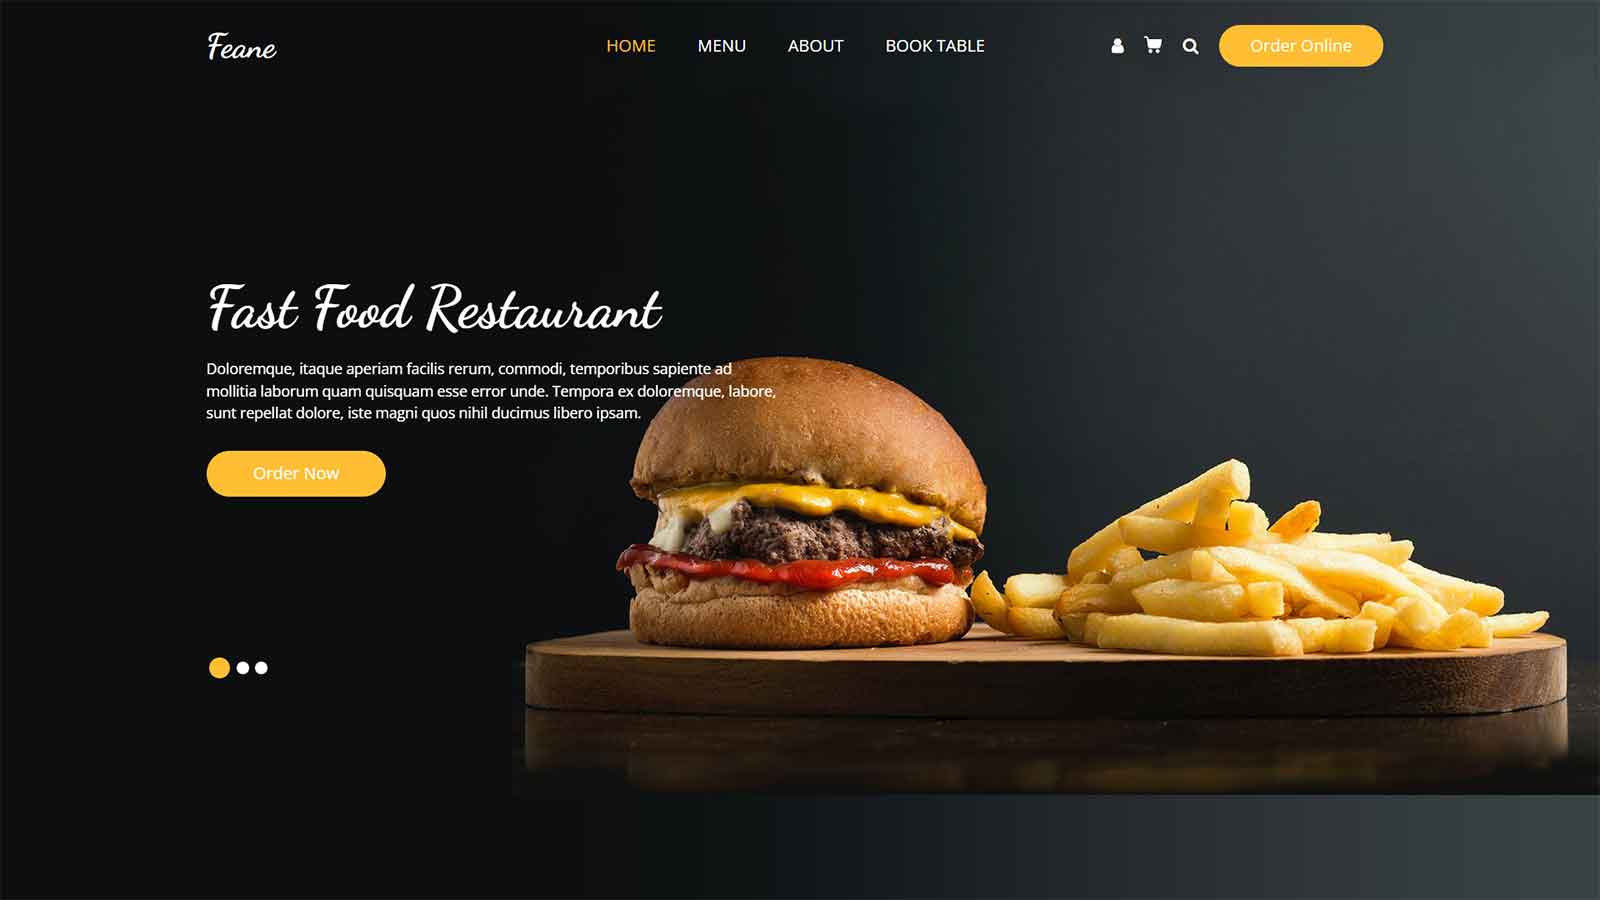 Feane
HOME MENU ABOUT BOOK TABLE
Order Online
Fast Food Restaurant
Doloremque, itaque aperiam facilis rerum, commodi, temporibus sapiente ad
mollitia laborum quam quisquam esse error unde. Tempora ex doloremque, labore,
sunt repellat dolore, iste magni quos nihil ducimus libero ipsam.
Order Now